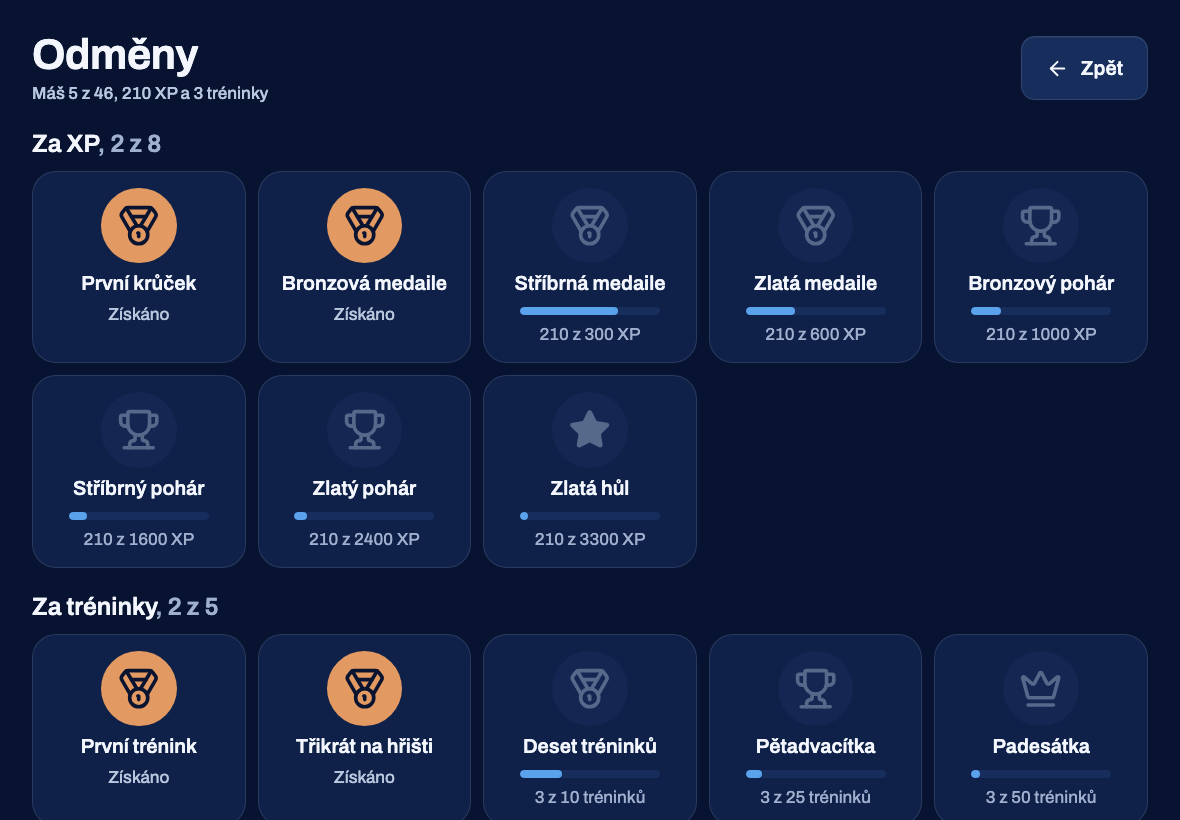 Odměny
Máš 5 z 46, 210 XP a 3 tréninky
Zpět
Za XP, 2 z 8
První krůček
Získáno
Bronzová medaile
Získáno
Stříbrná medaile
210 z 300 XP
Zlatá medaile
210 z 600 XP
Bronzový pohár
210 z 1000 XP
Stříbrný pohár
210 z 1600 XP
Zlatý pohár
210 z 2400 XP
Zlatá hůl
210 z 3300 XP
Za tréninky, 2 z 5
První trénink
Získáno
Třikrát na hřišti
Získáno
Deset tréninků
3 z 10 tréninků
Pětadvacítka
3 z 25 tréninků
Padesátka
3 z 50 tréninků